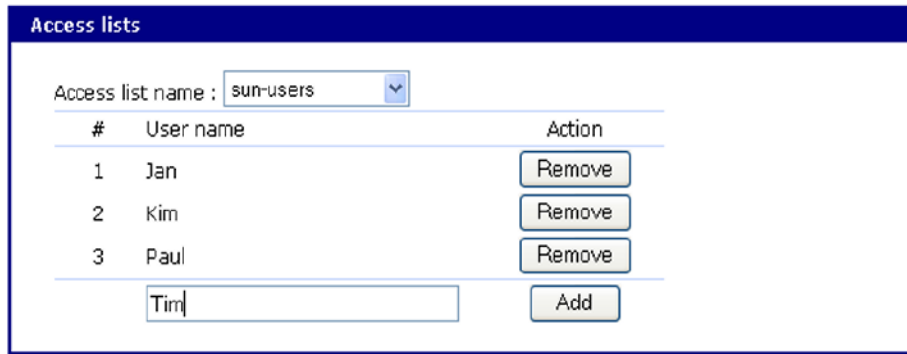 Access lists
Access list name : sun-users
# User name Action
1 Jan Remove
2 Kim Remove
3 Paul Remove
Tim Add